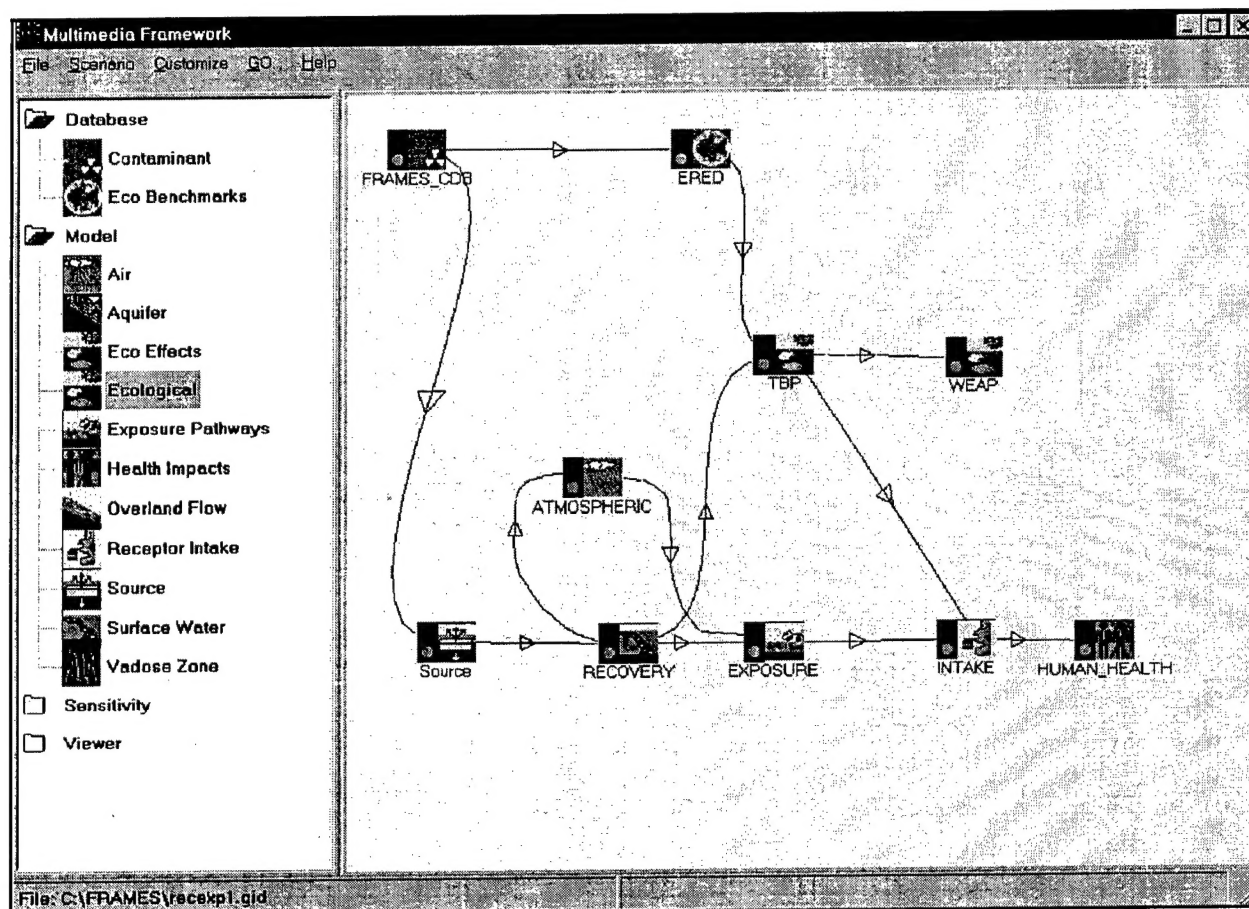 Multimedia Framework
File Scenario Customize GO Help
Database
Contaminant
Eco Benchmarks
Model
Air
Aquifer
Eco Effects
Ecological
Exposure Pathways
Health Impacts
Overland Flow
Receptor Intake
Source
Surface Water
Vadose Zone
Sensitivity
Viewer
FRAMES_CDB
ERED
TBP
WEAP
ATMOSPHERIC
Source
RECOVERY
EXPOSURE
INTAKE
HUMAN_HEALTH
File: C:\FRAMES\recexp1.gid